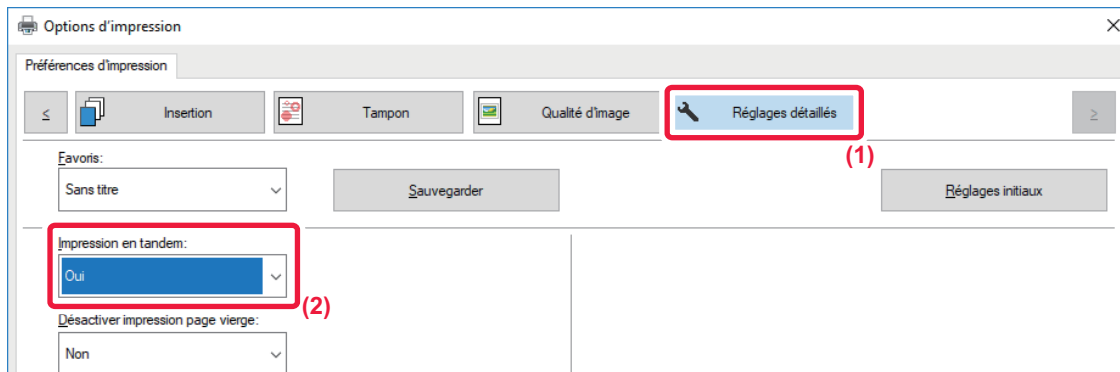 Options d'impression
Préférences d'impression
< Insertion Tampon Qualité d'image Réglages détaillés >
(1)
Favoris:
Sans titre Sauvegarder Réglages initiaux
Impression en tandem:
Oui
(2)
Désactiver impression page vierge:
Non